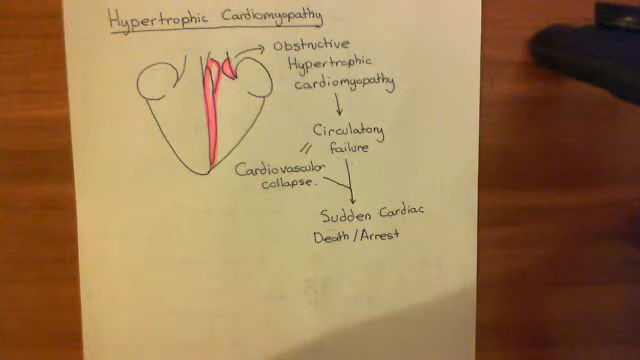 Hypertrophic Cardiomyopathy
Obstructive
Hypertrophic
cardiomyopathy
Circulatory
failure
//
Cardiovascular
collapse.
Sudden Cardiac
Death/Arrest